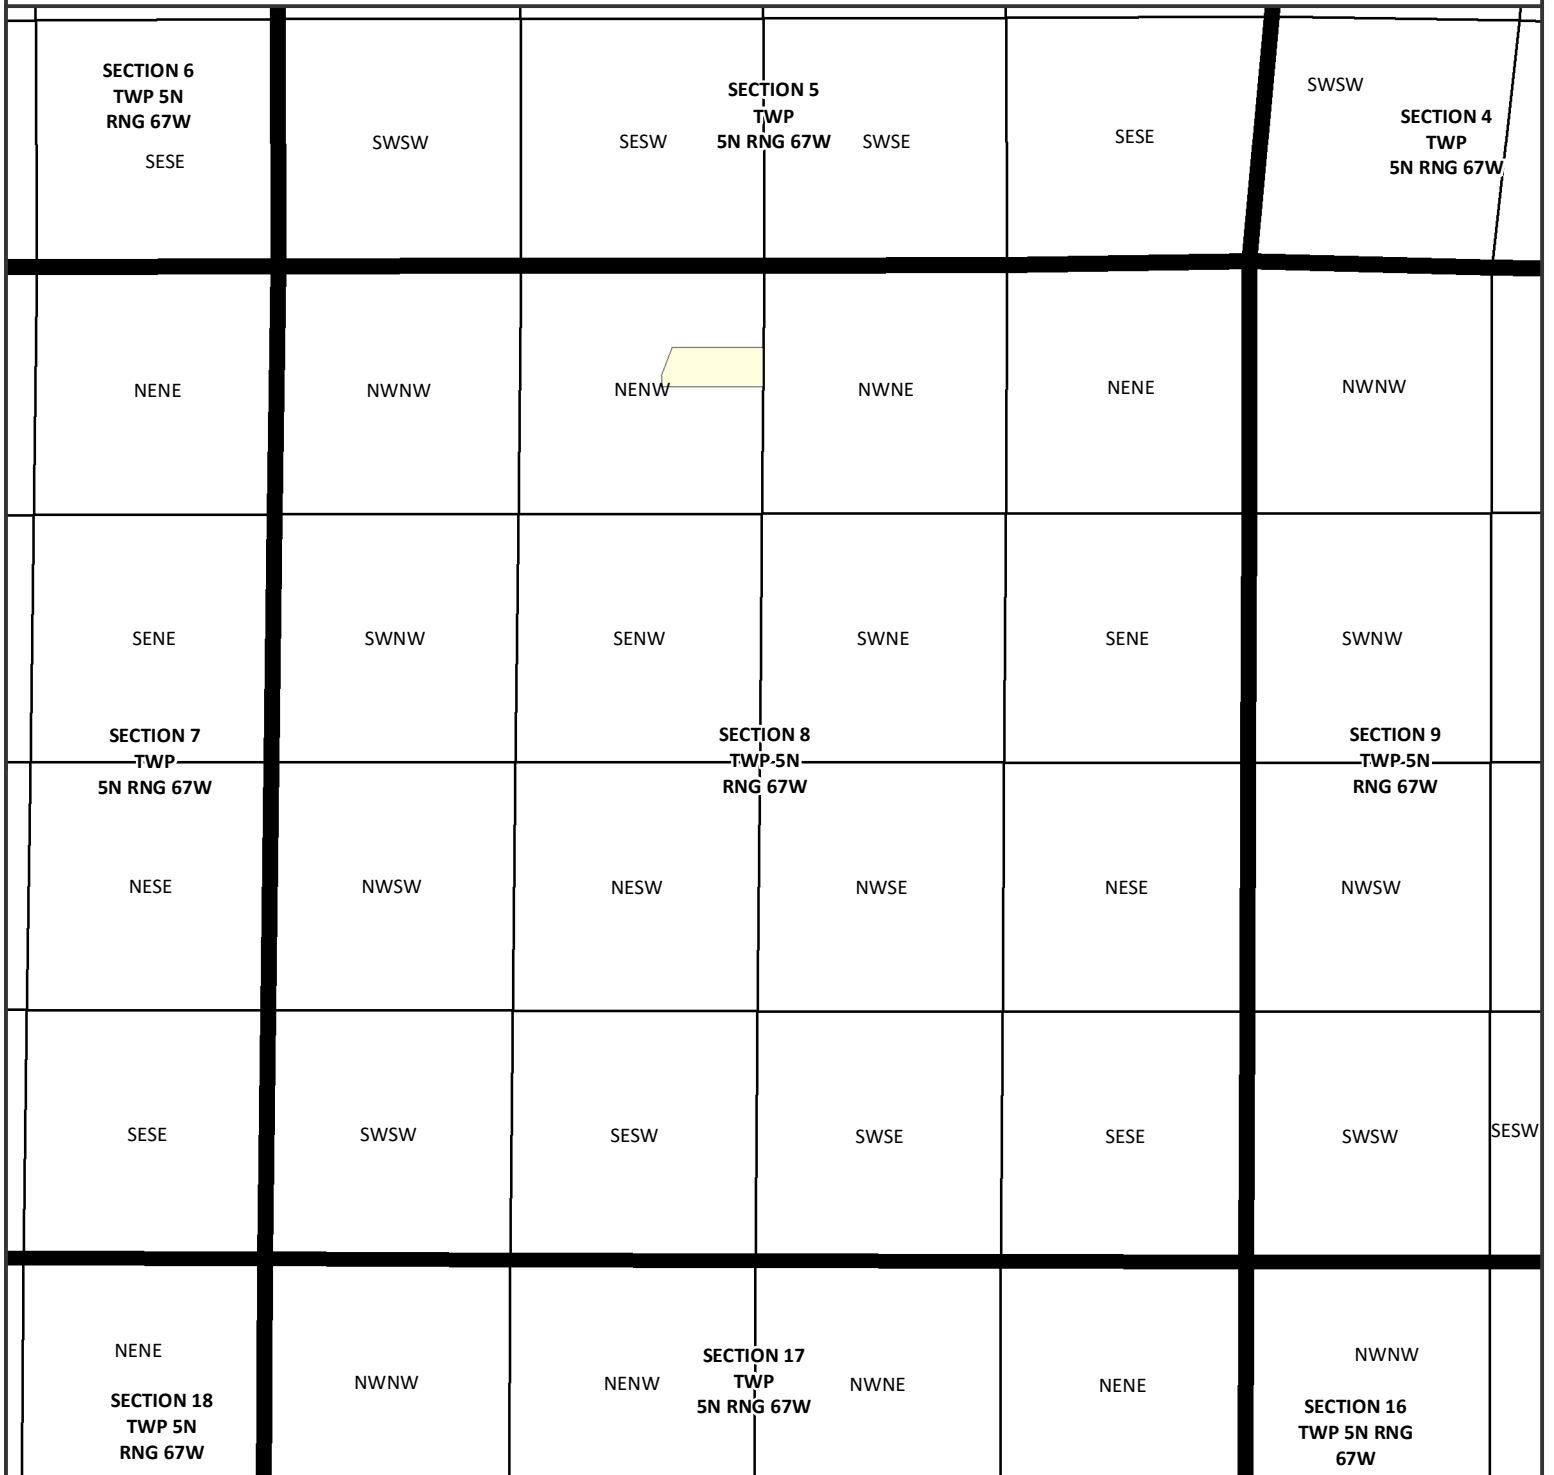 SECTION 6
TWP 5N
RNG 67W
SESE
SWSW
SESW
SECTION 5
TWP
5N RNG 67W
SWSE
SESE
SWSW
SECTION 4
TWP
5N RNG 67W
NENE
NWNW
NENW
NWNE
NENE
NWNW
SENE
SWNW
SENW
SWNE
SENE
SWNW
SECTION 7
TWP
5N RNG 67W
SECTION 8
TWP 5N
RNG 67W
SECTION 9
TWP 5N
RNG 67W
NESE
NWSW
NESW
NWSE
NESE
NWSW
SESE
SWSW
SESW
SWSE
SESE
SWSW
SESW
NENE
SECTION 18
TWP 5N
RNG 67W
NWNW
NENW
SECTION 17
TWP
5N RNG 67W
NWNE
NENE
NWNW
SECTION 16
TWP 5N RNG
67W